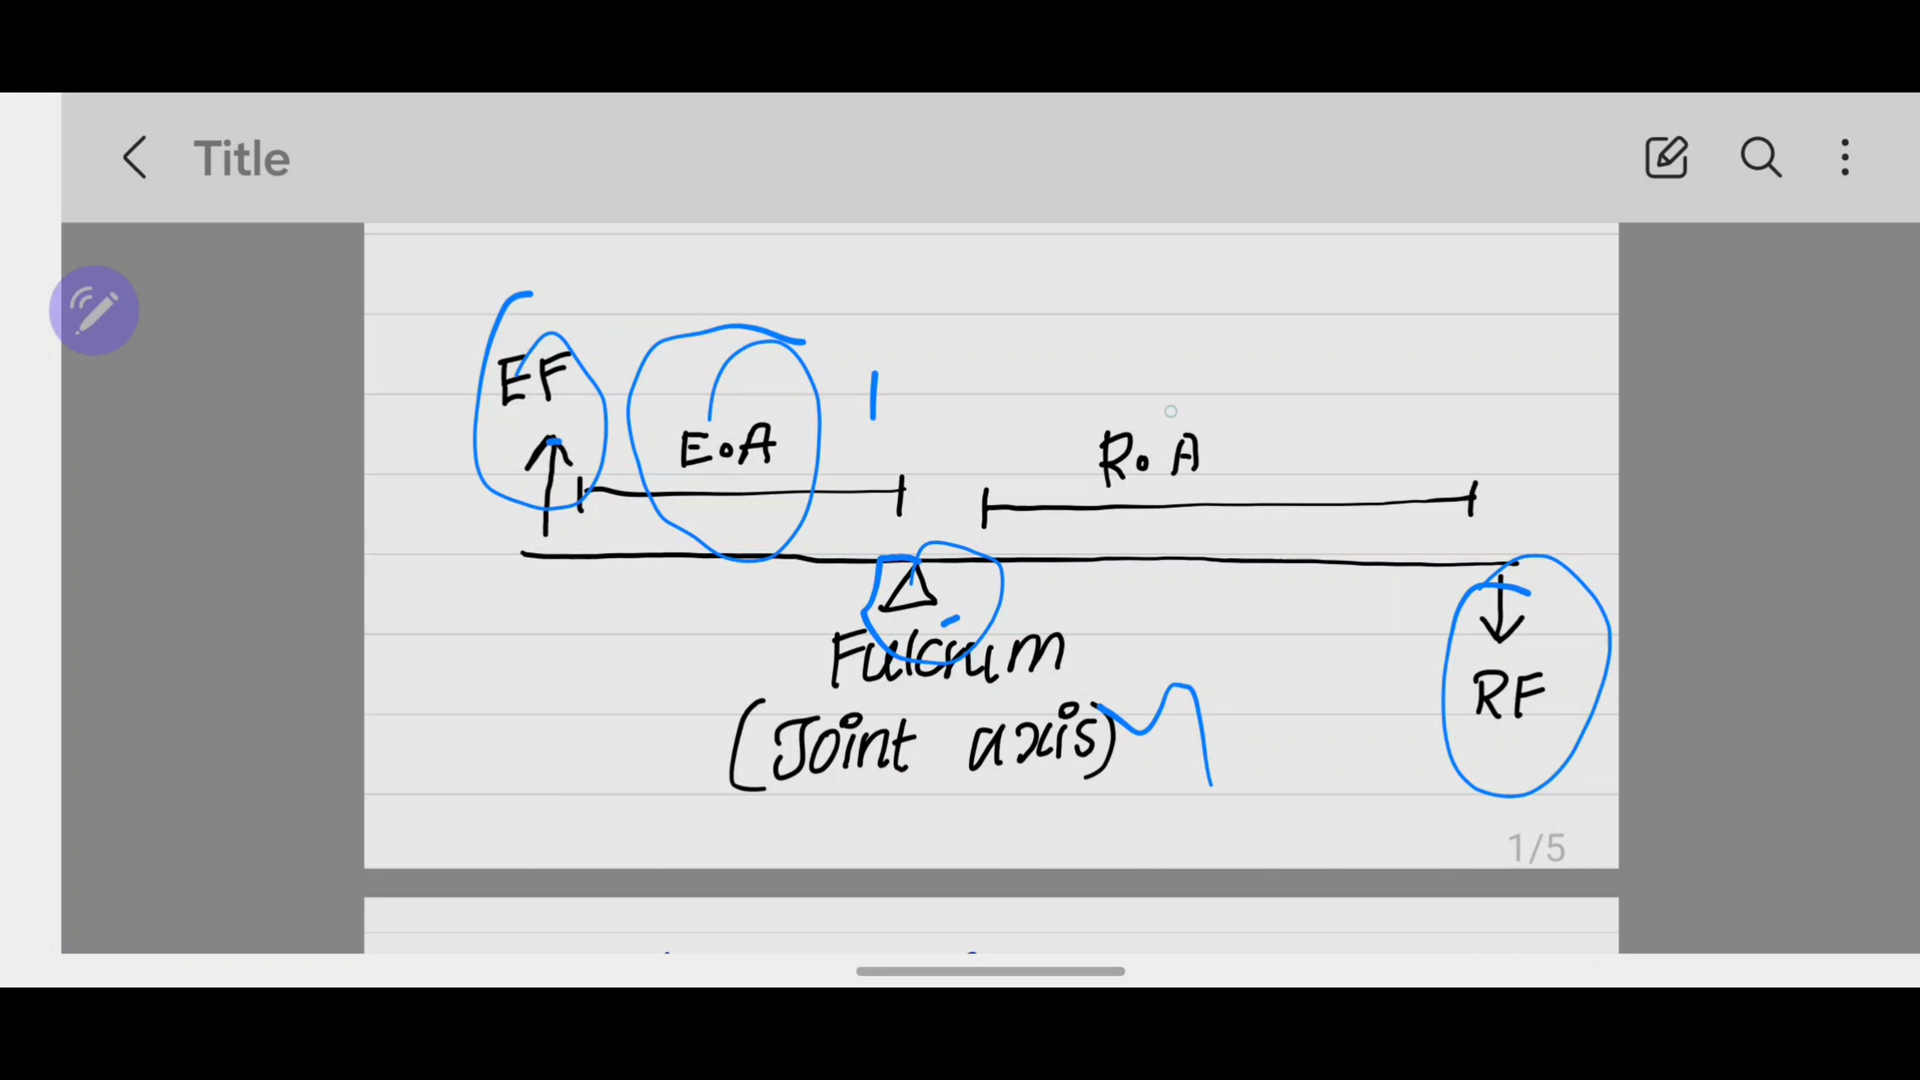 Title
EF
E.A
R.A
Fulcrum
RF
(Joint axis)
1/5